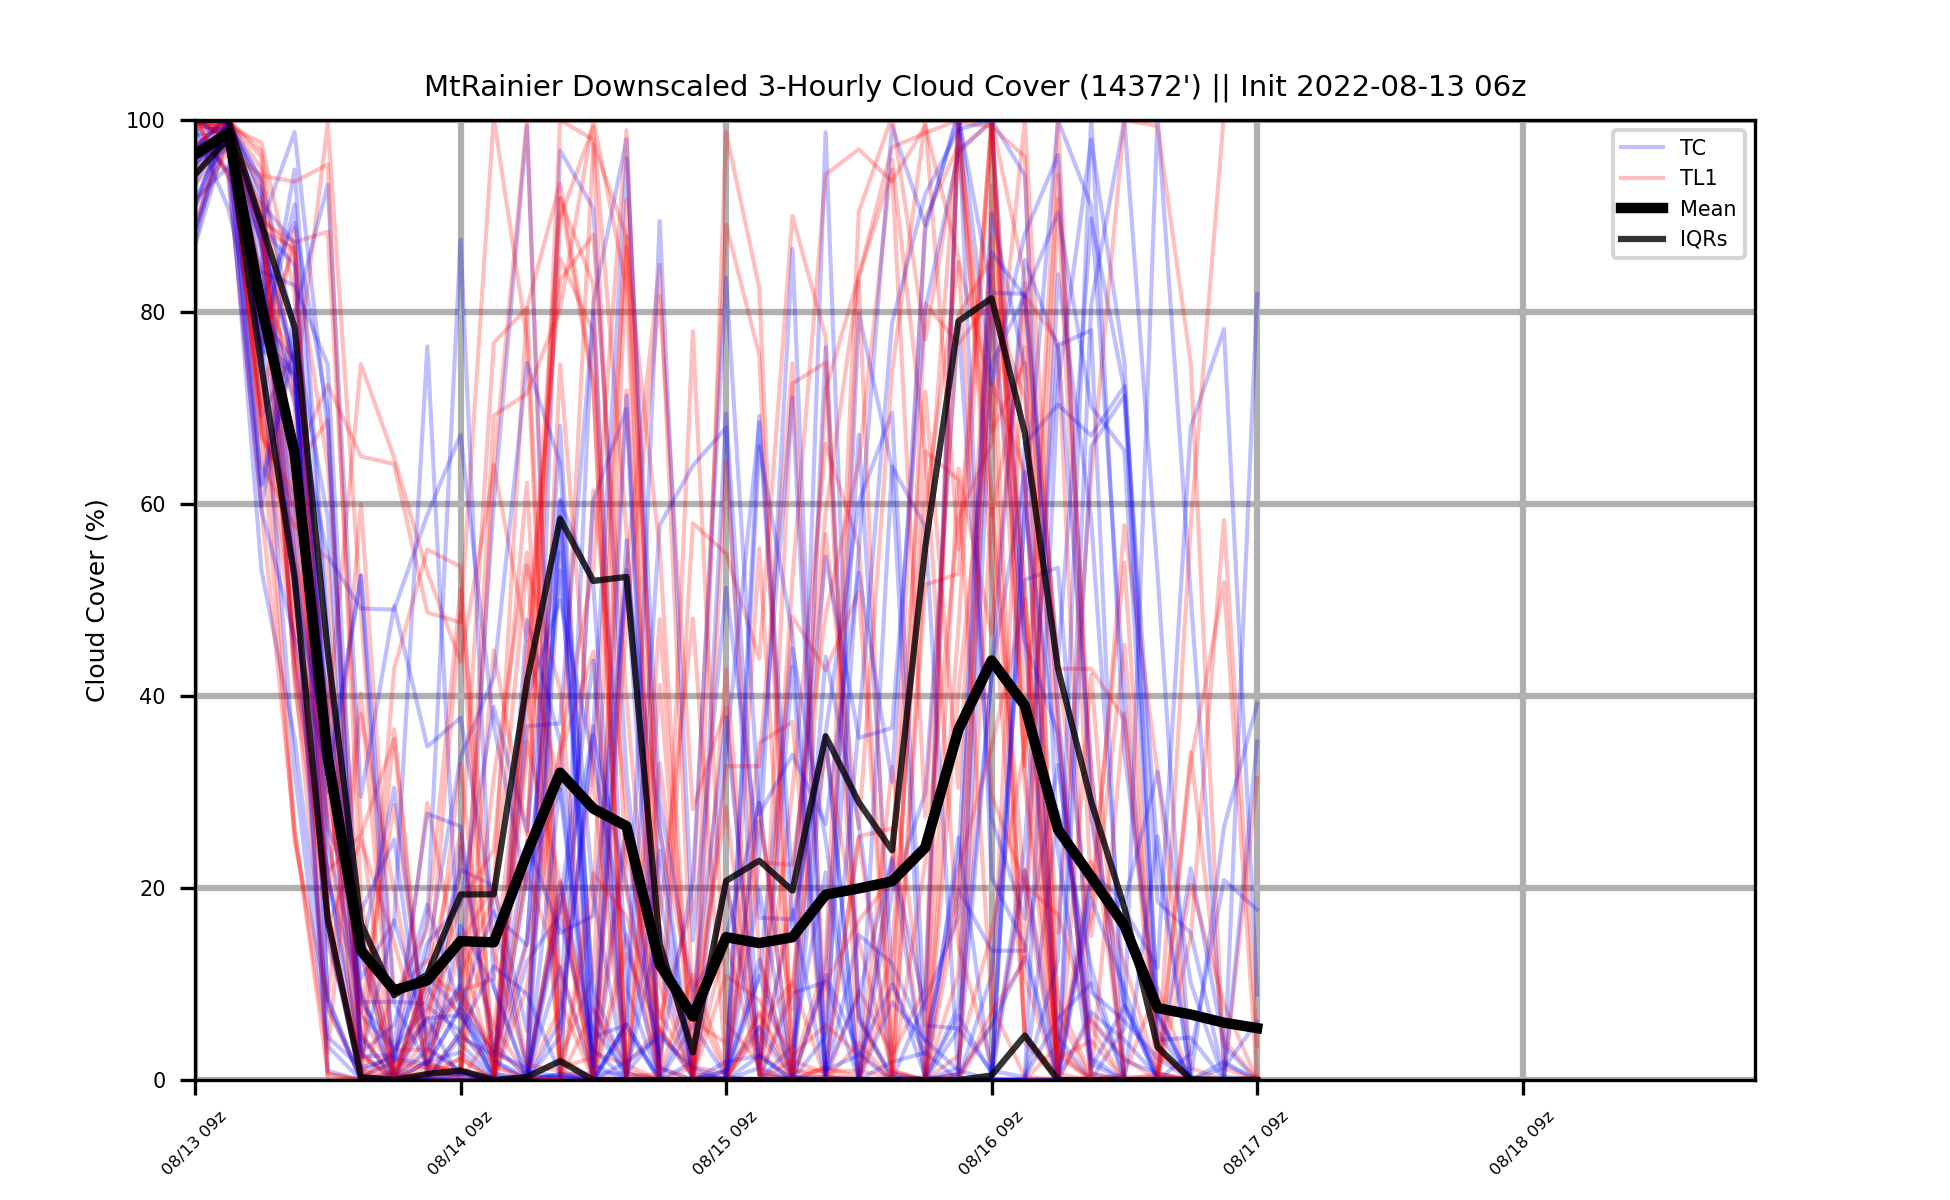 MtRainier Downscaled 3-Hourly Cloud Cover (14372') || Init 2022-08-13 06z
TC
TL1
Mean
IQRs
Cloud Cover (%)
100
80
60
40
20
0
08/13 09z
08/14 09z
08/15 09z
08/16 09z
08/17 09z
08/18 09z